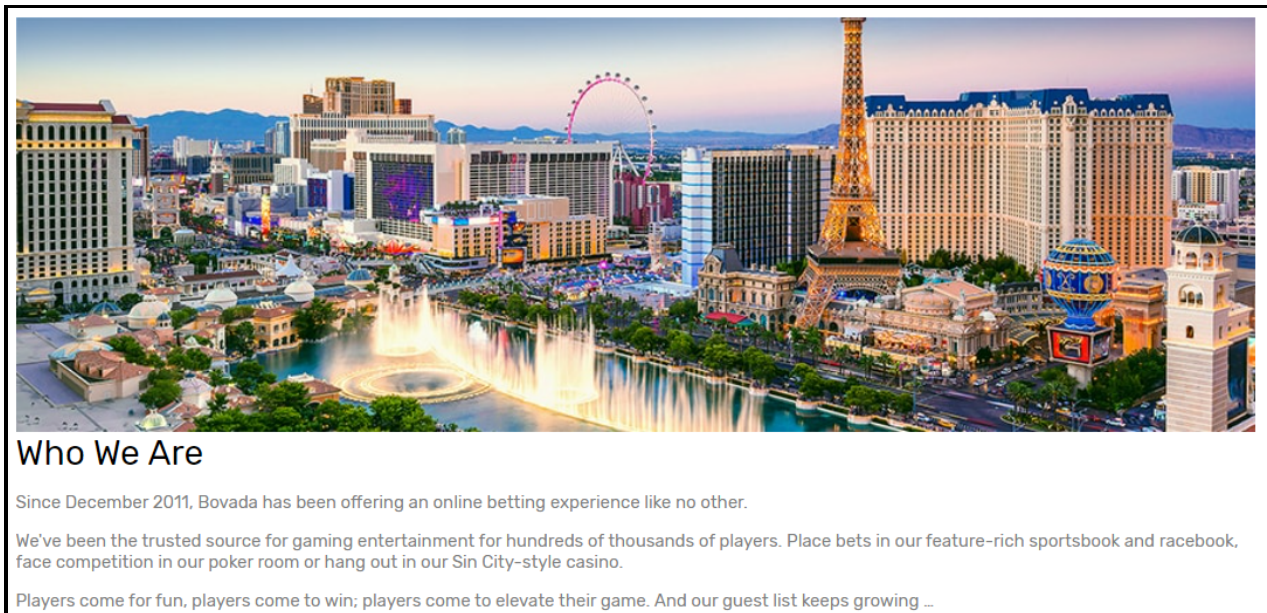 Who We Are
Since December 2011, Bovada has been offering an online betting experience like no other.
We've been the trusted source for gaming entertainment for hundreds of thousands of players. Place bets in our feature-rich sportsbook and racebook,
face competition in our poker room or hang out in our Sin City-style casino.
Players come for fun, players come to win; players come to elevate their game. And our guest list keeps growing …